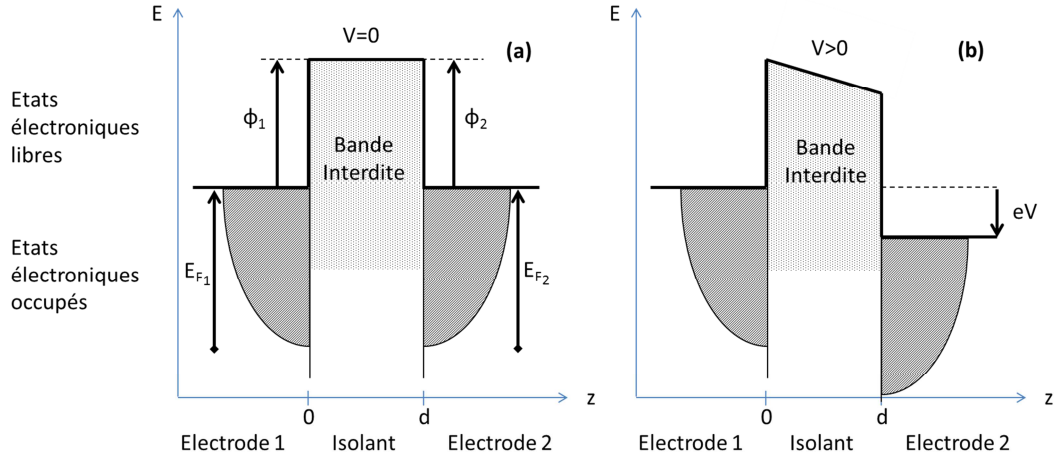 E
V=0
(a)
Etats
électroniques
libres
ϕ1
ϕ2
Bande
Interdite
Etats
électroniques
occupés
EF1
EF2
0
d
z
Electrode 1
Isolant
Electrode 2
E
V>0
(b)
Bande
Interdite
eV
0
d
z
Electrode 1
Isolant
Electrode 2